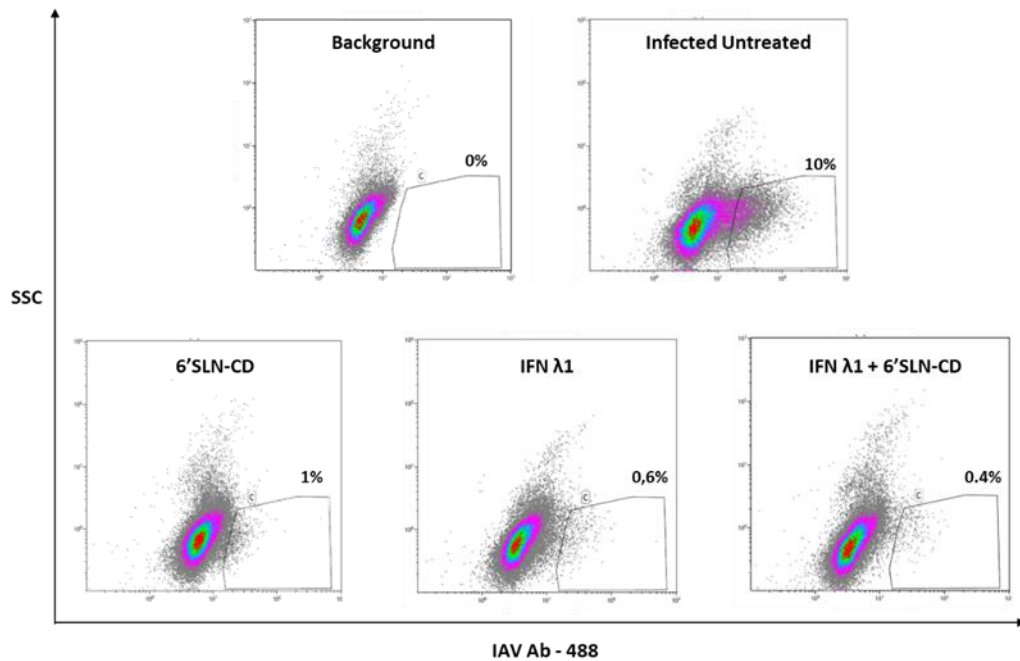 Background
0%
C
Infected Untreated
10%
SSC
6'SLN-CD
1%
C
IFN λ1
0,6%
C
IFN λ1 + 6'SLN-CD
0.4%
C
IAV Ab - 488